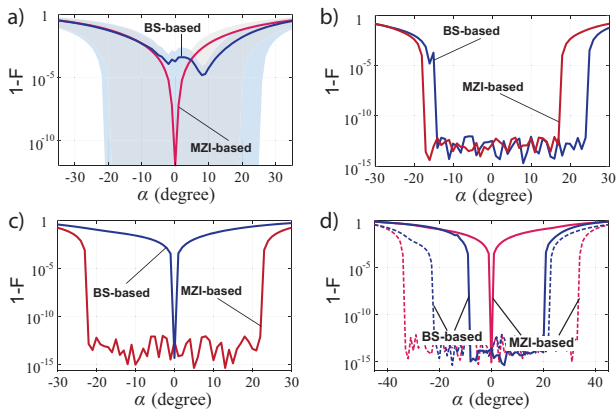 a)
1
10^-5
10^-10
1-F
BS-based
MZI-based
-30 -20 -10 0 10 20 30
α (degree)
b)
1
10^-5
10^-10
10^-15
1-F
BS-based
MZI-based
-30 -20 -10 0 10 20 30
α (degree)
c)
1
10^-5
10^-10
10^-15
1-F
BS-based
MZI-based
-30 -20 -10 0 10 20 30
α (degree)
d)
1
10^-5
10^-10
10^-15
1-F
BS-based
MZI-based
-40 -20 0 20 40
α (degree)